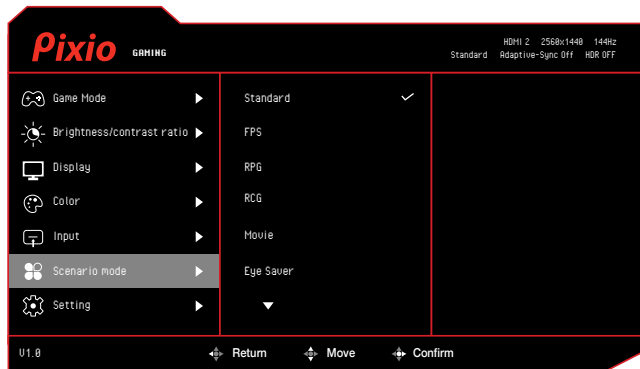 Pixio GAMING
HDMI 2 2560x1440 144Hz
Standard Adaptive-Sync Off HDR OFF
Game Mode
Brightness/contrast ratio
Display
Color
Input
Scenario mode
Setting
Standard
FPS
RPG
RCG
Movie
Eye Saver
V1.0 Return Move Confirm